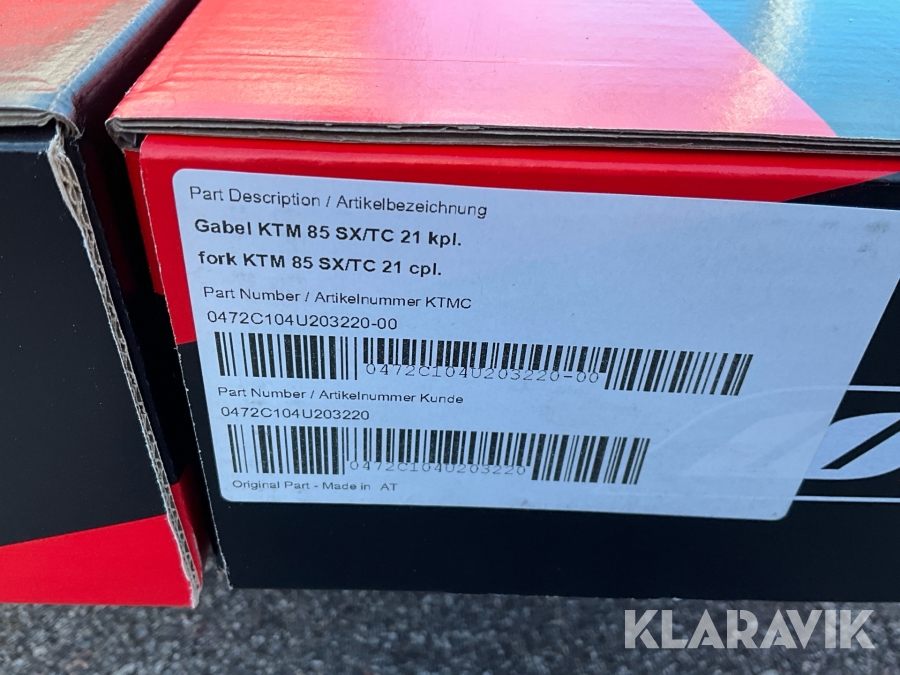 Part Description / Artikelbezeichnung
Gabel KTM 85 SX/TC 21 kpl.
fork KTM 85 SX/TC 21 cpl.
Part Number / Artikelnummer KTMC
0472C104U203220-00
0472C104U203220-00
Part Number / Artikelnummer Kunde
0472C104U203220
0472C104U203220
Original Part - Made in AT
KLARAVIK